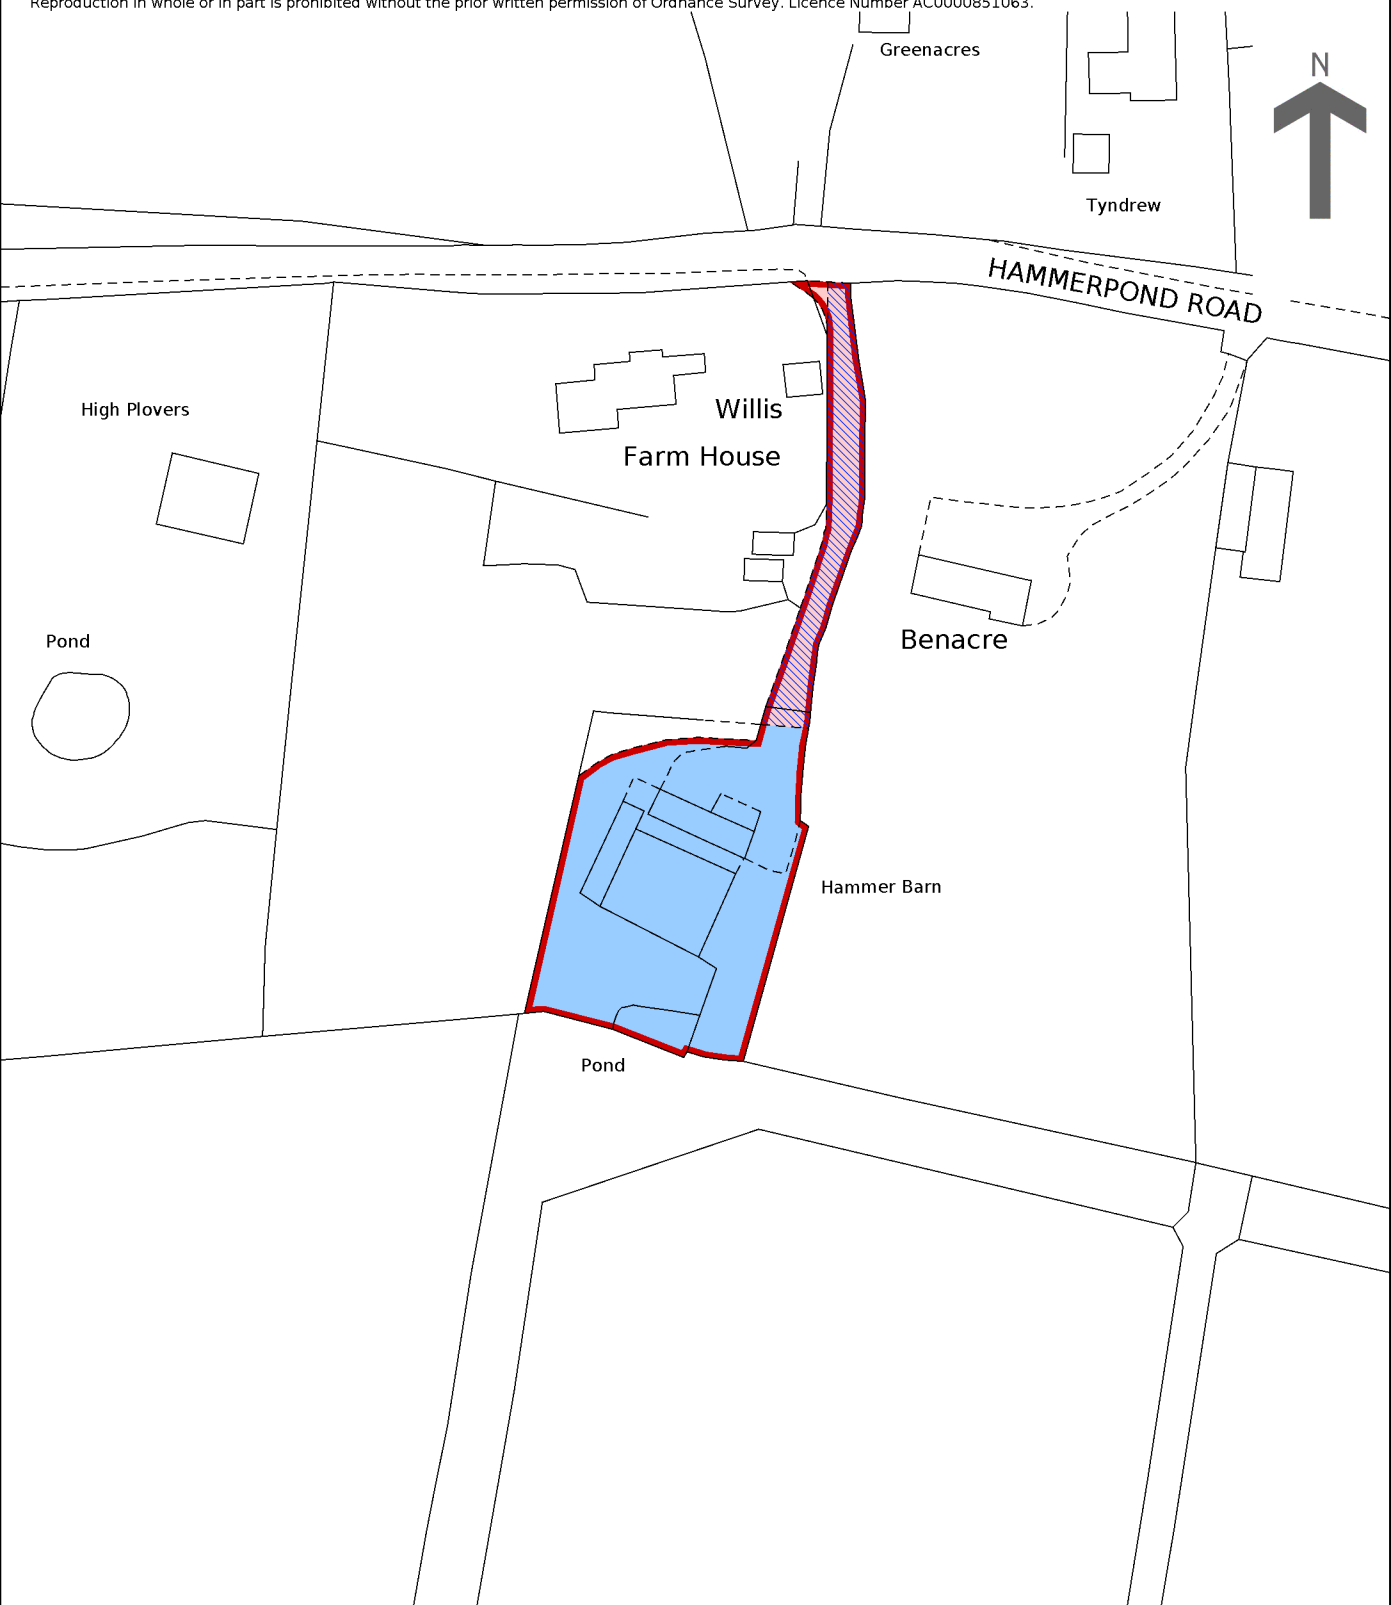 Reproduction in whole or in part is prohibited without the prior written permission of Ordnance Survey. Licence Number AC0000851063.
Greenacres
N
Tyndrew
HAMMERPOND ROAD
High Plovers
Willis
Farm House
Pond
Benacre
Hammer Barn
Pond